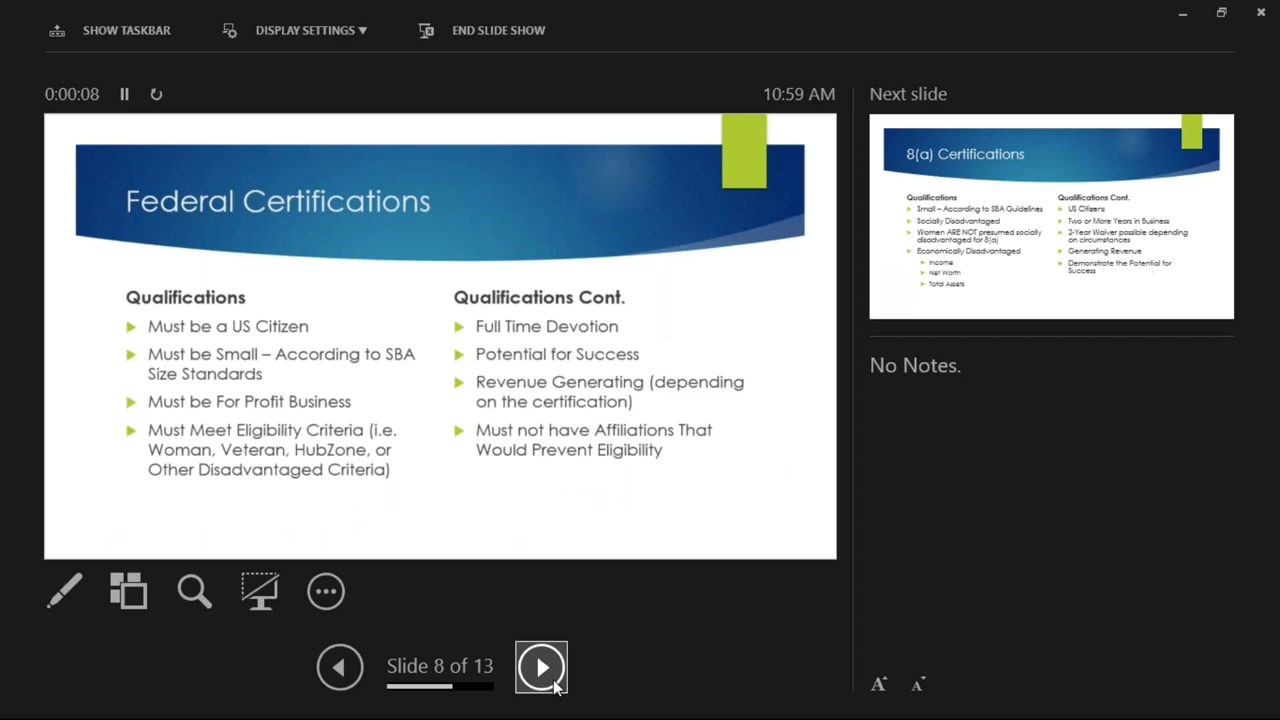 SHOW TASKBAR
DISPLAY SETTINGS ▼
END SLIDE SHOW
0:00:08
10:59 AM
Federal Certifications
Qualifications
Must be a US Citizen
Must be Small – According to SBA
Size Standards
Must be For Profit Business
Must Meet Eligibility Criteria (i.e.
Woman, Veteran, HubZone, or
Other Disadvantaged Criteria)
Qualifications Cont.
Full Time Devotion
Potential for Success
Revenue Generating (depending
on the certification)
Must not have Affiliations That
Would Prevent Eligibility
Slide 8 of 13
Next slide
8(a) Certifications
Qualifications
Small – According to SBA Guidelines
Socially Disadvantaged
Women ARE NOT presumed socially
disadvantaged for 8(a)
Economically Disadvantaged
Income
Net Worth
Total Assets
Qualifications Cont.
US Citizens
Two or More Years in Business
2-Year Waiver possible depending
on circumstances
Generating Revenue
Demonstrate the Potential for
Success
No Notes.
A A